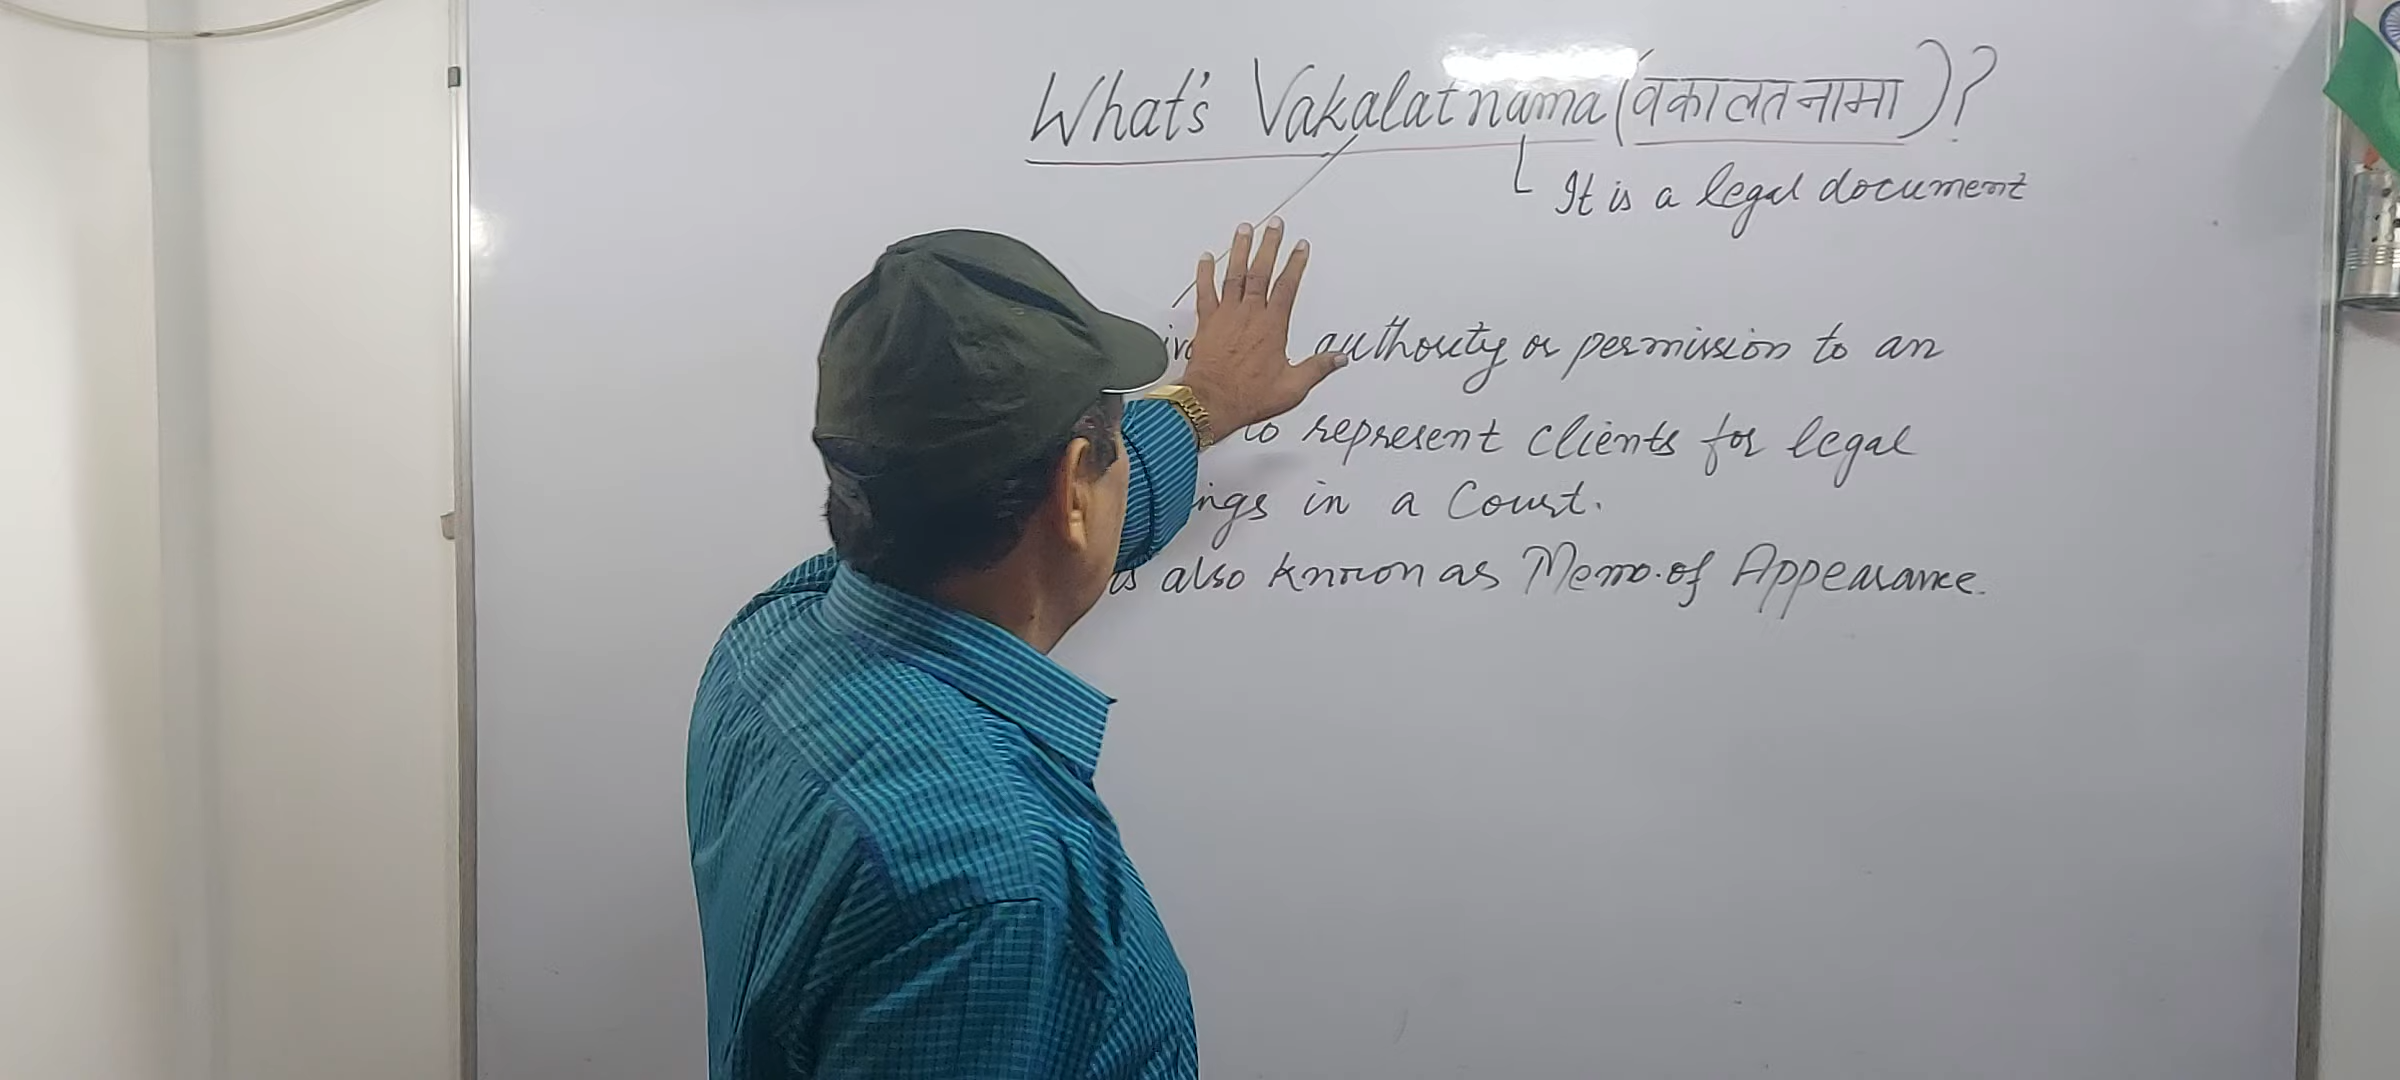 What's Vakalatnama (वकालतनामा)?
It is a legal document
authority or permission to an
to represent clients for legal
ings in a Court.
is also known as Memo. of Appearance.